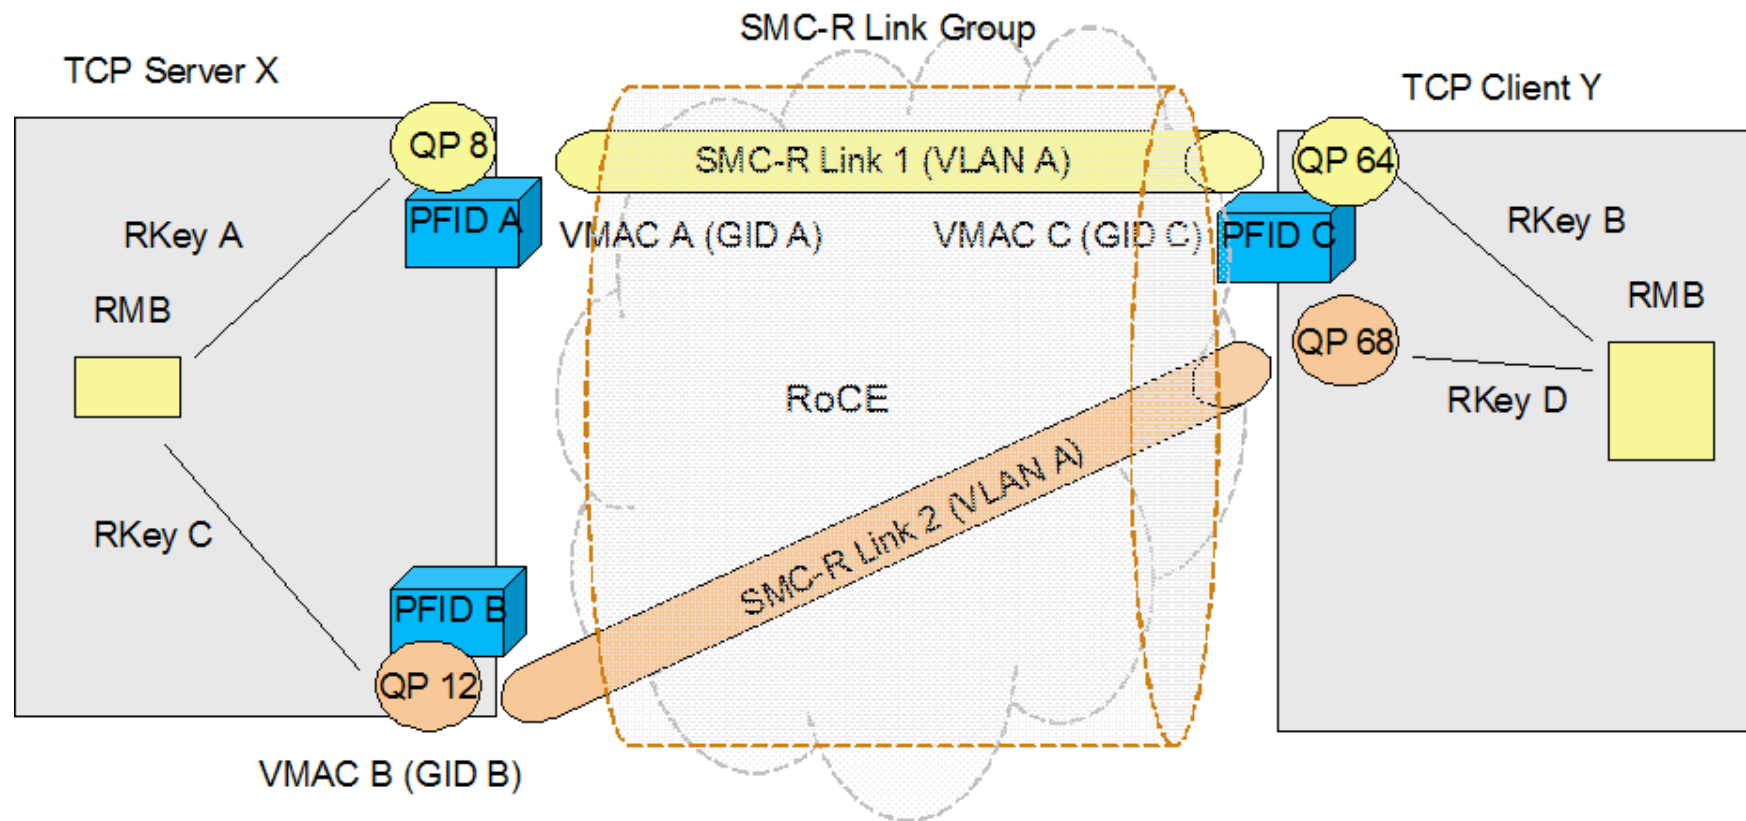 SMC-R Link Group
TCP Server X
TCP Client Y
QP 8
SMC-R Link 1 (VLAN A)
QP 64
PFID A
VMAC A (GID A)
VMAC C (GID C)
PFID C
RKey A
RKey B
RMB
RMB
QP 68
RoCE
RKey D
SMC-R Link 2 (VLAN A)
RKey C
PFID B
QP 12
VMAC B (GID B)